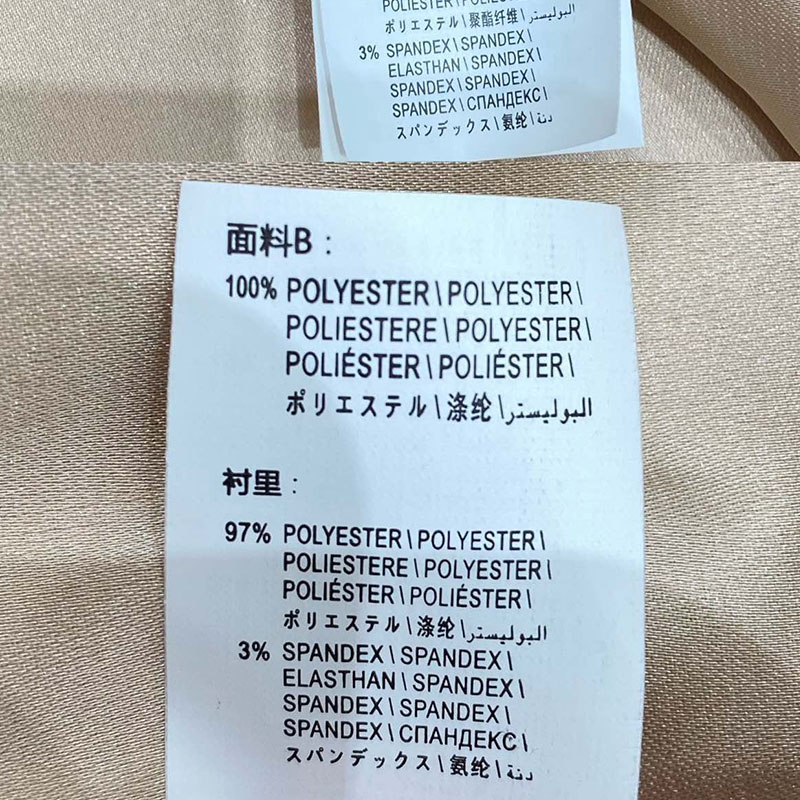 POLIESTER\POLIÉSTER\
ポリエステル\聚酯纤维\البوليستر
3% SPANDEX\SPANDEX\
ELASTHAN\SPANDEX\
SPANDEX\SPANDEX\
SPANDEX\СПАНДЕКС\
スパンデックス\氨纶\دنة
面料B：
100% POLYESTER\POLYESTER\
POLIESTERE\POLYESTER\
POLIÉSTER\POLIÉSTER\
ポリエステル\涤纶\البوليستر
衬里：
97% POLYESTER\POLYESTER\
POLIESTERE\POLYESTER\
POLIÉSTER\POLIÉSTER\
ポリエステル\涤纶\البوليستر
3% SPANDEX\SPANDEX\
ELASTHAN\SPANDEX\
SPANDEX\SPANDEX\
SPANDEX\СПАНДЕКС\
スパンデックス\氨纶\دنة